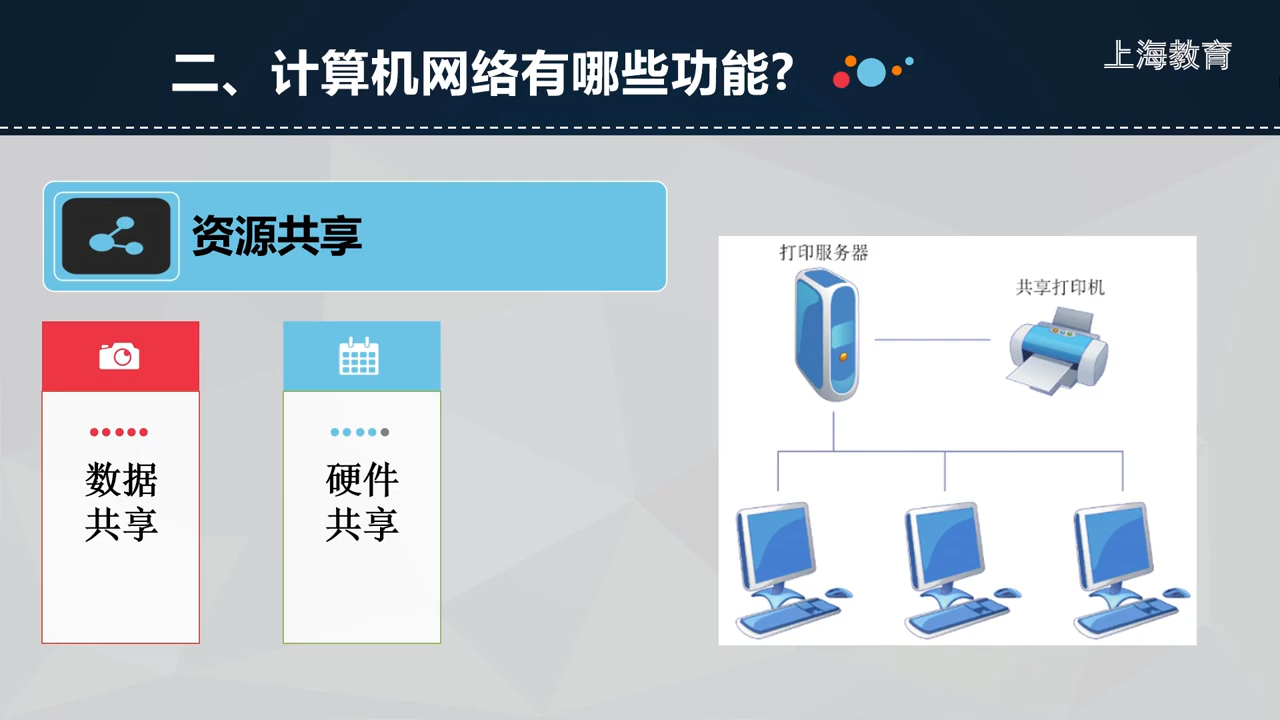 二、计算机网络有哪些功能?
上海教育
资源共享
数据
共享
硬件
共享
打印服务器
共享打印机